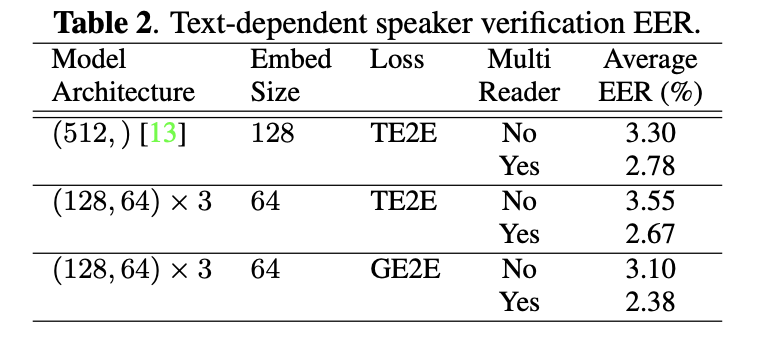 Table 2. Text-dependent speaker verification EER.
Model Embed Loss Multi Average
Architecture Size Reader EER (%)
(512, ) [13] 128 TE2E No 3.30
Yes 2.78
(128, 64) × 3 64 TE2E No 3.55
Yes 2.67
(128, 64) × 3 64 GE2E No 3.10
Yes 2.38